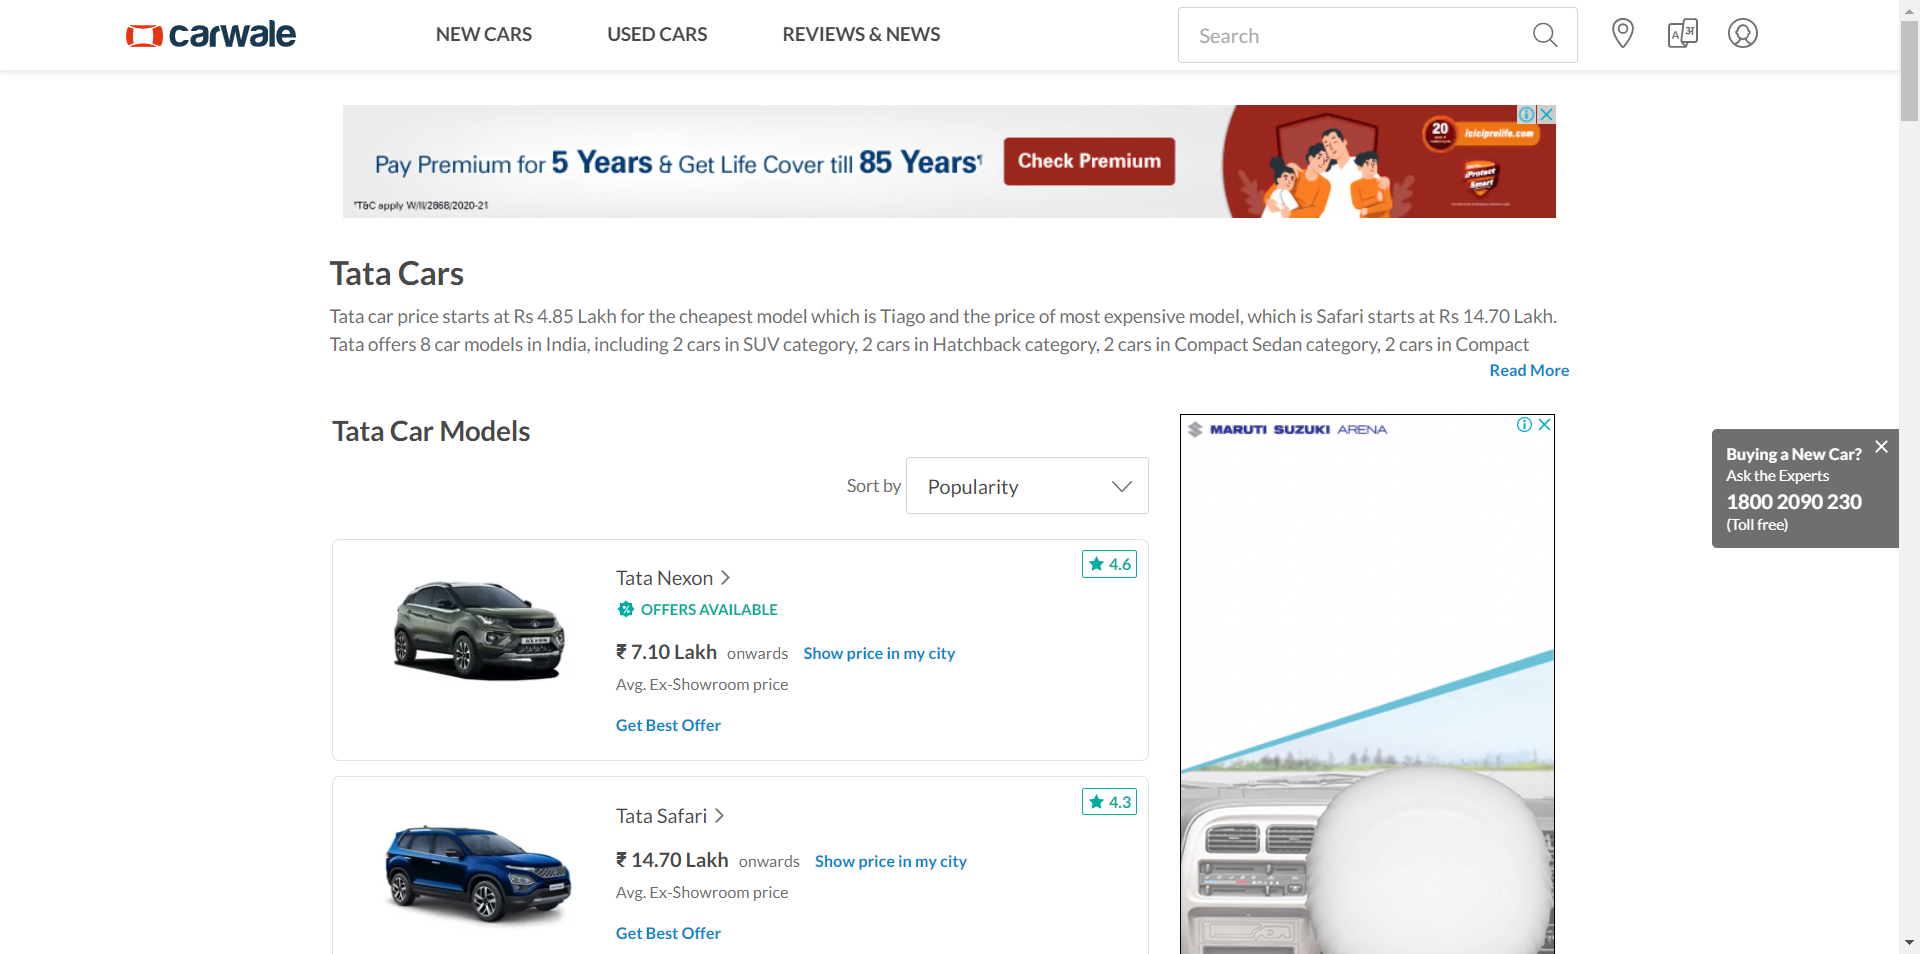 carwale
NEW CARS
USED CARS
REVIEWS & NEWS
Search
A अ
Pay Premium for 5 Years & Get Life Cover till 85 Years¶
Check Premium
20
iciciprulife.com
iProtect
Smart
¶T&C apply W/II/2868/2020-21
Tata Cars
Tata car price starts at Rs 4.85 Lakh for the cheapest model which is Tiago and the price of most expensive model, which is Safari starts at Rs 14.70 Lakh.
Tata offers 8 car models in India, including 2 cars in SUV category, 2 cars in Hatchback category, 2 cars in Compact Sedan category, 2 cars in Compact
Read More
Tata Car Models
Sort by
Popularity
Tata Nexon
4.6
OFFERS AVAILABLE
₹ 7.10 Lakh onwards Show price in my city
Avg. Ex-Showroom price
Get Best Offer
Tata Safari
4.3
₹ 14.70 Lakh onwards Show price in my city
Avg. Ex-Showroom price
Get Best Offer
MARUTI SUZUKI ARENA
Buying a New Car?
Ask the Experts
1800 2090 230
(Toll free)